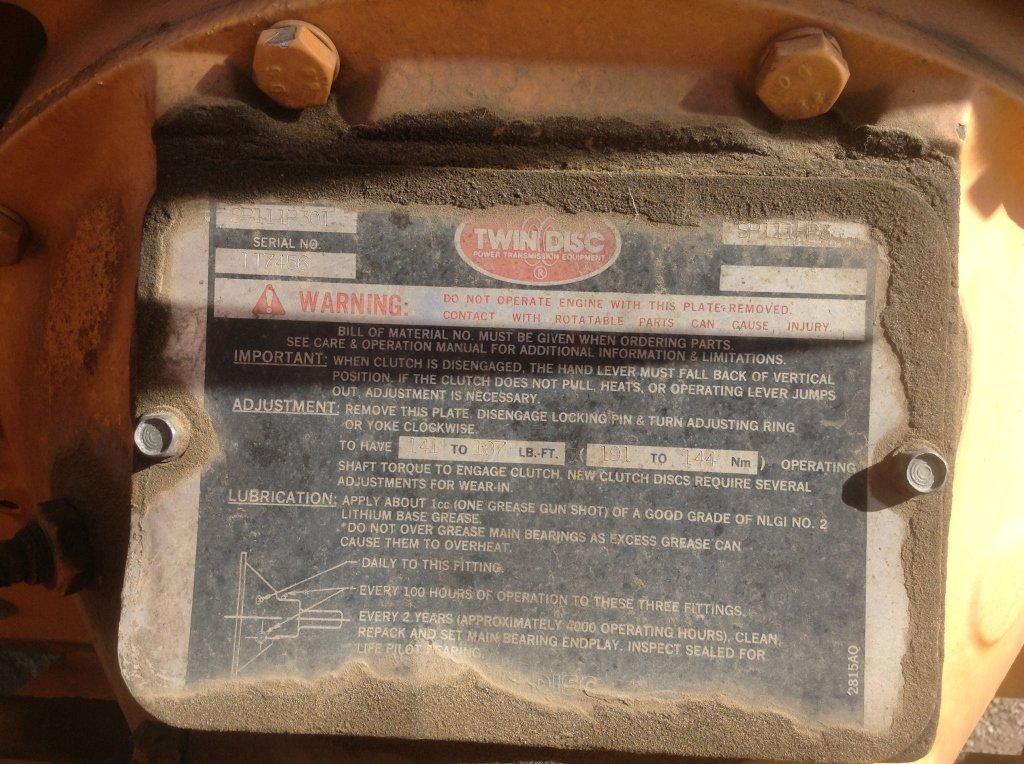 SERIAL NO.
TWIN DISC
POWER TRANSMISSION EQUIPMENT
®
WARNING:
DO NOT OPERATE ENGINE WITH THIS PLATE REMOVED.
CONTACT WITH ROTATABLE PARTS CAN CAUSE INJURY.
BILL OF MATERIAL NO. MUST BE GIVEN WHEN ORDERING PARTS.
SEE CARE & OPERATION MANUAL FOR ADDITIONAL INFORMATION & LIMITATIONS.
IMPORTANT: WHEN CLUTCH IS DISENGAGED, THE HAND LEVER MUST FALL BACK OF VERTICAL
POSITION. IF THE CLUTCH DOES NOT PULL, HEATS, OR OPERATING LEVER JUMPS
OUT, ADJUSTMENT IS NECESSARY.
ADJUSTMENT: REMOVE THIS PLATE, DISENGAGE LOCKING PIN & TURN ADJUSTING RING
OR YOKE CLOCKWISE.
TO HAVE 141 TO LB.-FT. ( 191 TO 144 Nm ) OPERATING
SHAFT TORQUE TO ENGAGE CLUTCH. NEW CLUTCH DISCS REQUIRE SEVERAL
ADJUSTMENTS FOR WEAR-IN.
LUBRICATION: APPLY ABOUT 1cc (ONE GREASE GUN SHOT) OF A GOOD GRADE OF NLGI NO. 2
LITHIUM BASE GREASE.
*DO NOT OVER GREASE MAIN BEARINGS AS EXCESS GREASE CAN
CAUSE THEM TO OVERHEAT.
DAILY TO THIS FITTING.
EVERY 100 HOURS OF OPERATION TO THESE THREE FITTINGS.
EVERY 2 YEARS (APPROXIMATELY 4000 OPERATING HOURS), CLEAN,
REPACK AND SET MAIN BEARING ENDPLAY. INSPECT SEALED FOR
LIFE PILOT BEARING.
2815AQ